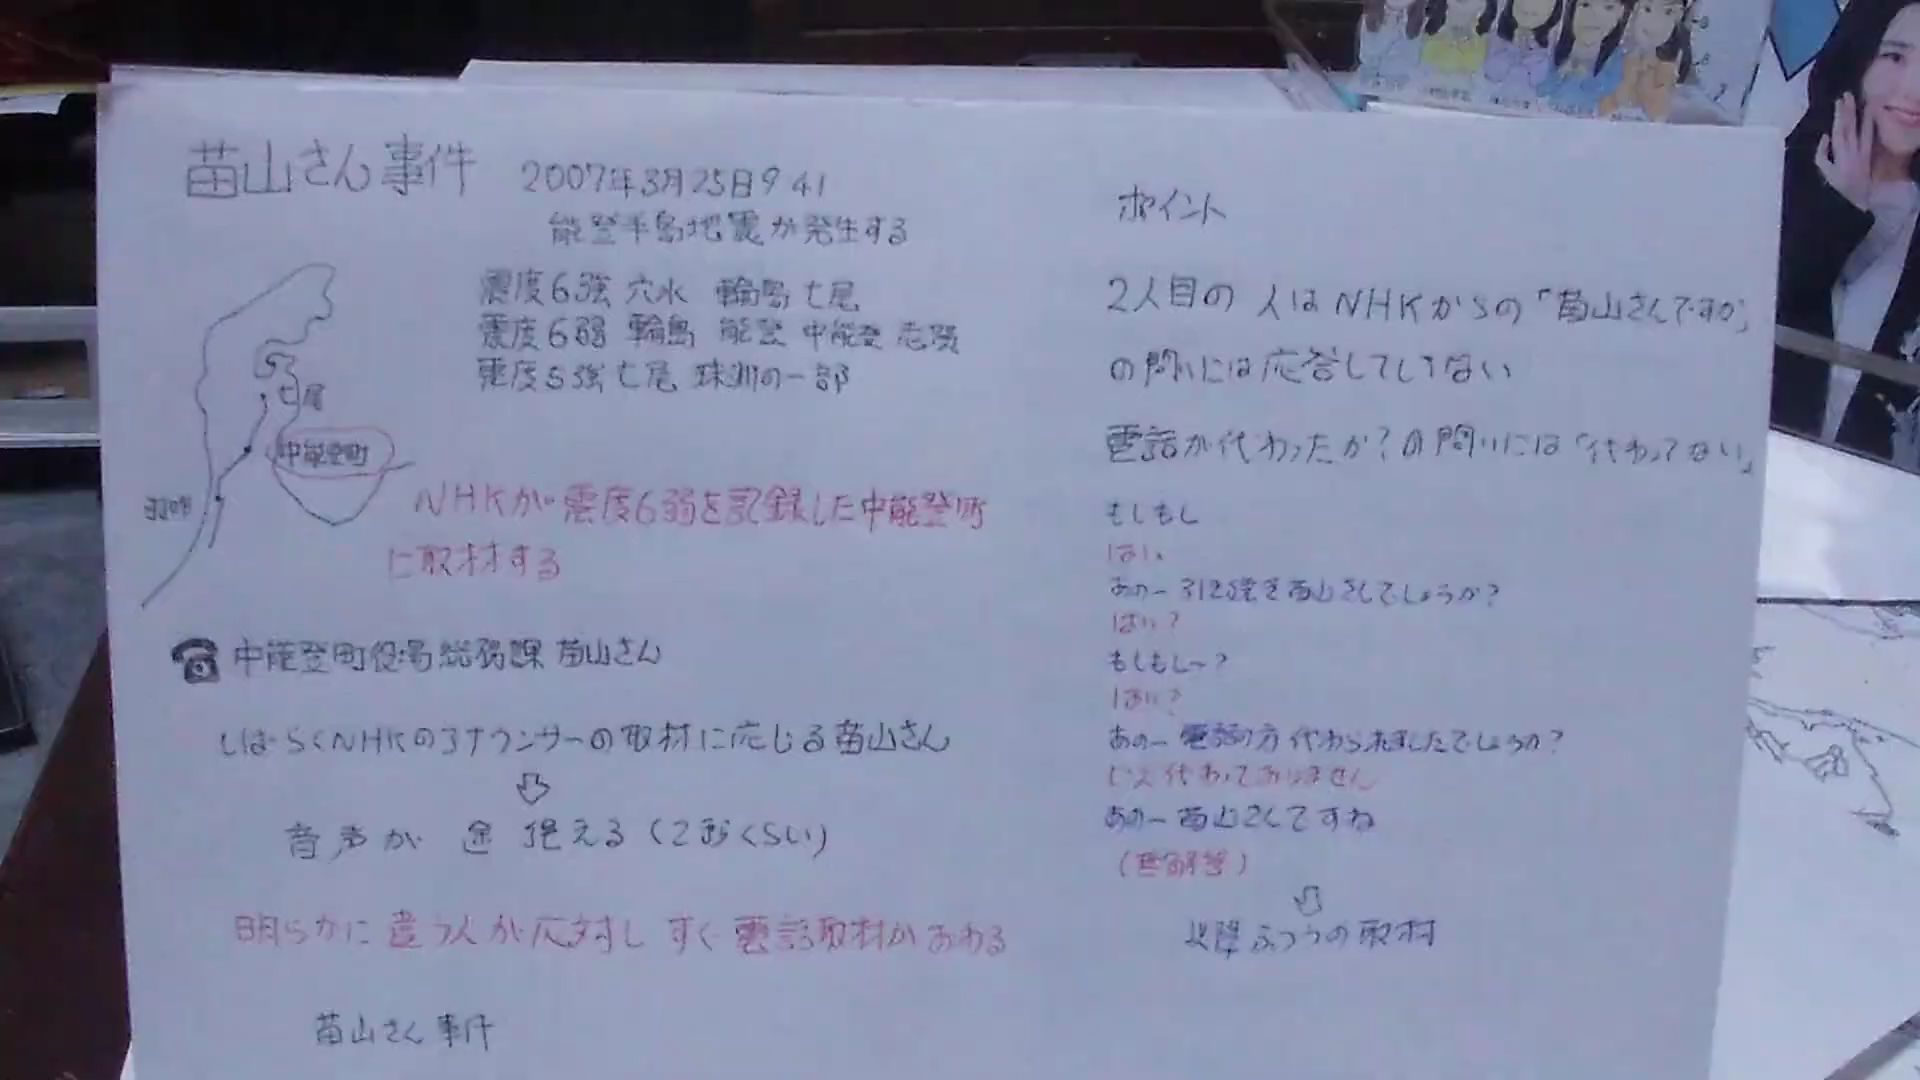 苗山さん事件 2007年3月25日9 41
能登半島地震が発生する
震度6強 穴水 輪島 七尾
震度6弱 輪島 能登 中能登 志賀
震度5強 七尾 珠洲の一部
七尾
中能登町
羽咋
NHKが震度6弱を記録した中能登町
に取材する
☎中能登町役場総務課 苗山さん
しばらくNHKのアナウンサーの取材に応じる苗山さん
⇩
音声が 途 絶える(2秒くらい)
明らかに 違う人が応対し すぐ電話取材がおわる
苗山さん事件
ポイント
2人目の人はNHKからの「苗山さんですか」
の問いには応答していない
電話が代わったか?の問いには「代わってない」
もしもし
はい
あのー引き続き苗山さんでしょうか?
はい?
もしもし~?
はい?
あのー電話の方代わられましたでしょうか?
いえ代わっておりません
あのー苗山さんですね
(無回答)
⇩
以降ふつうの取材